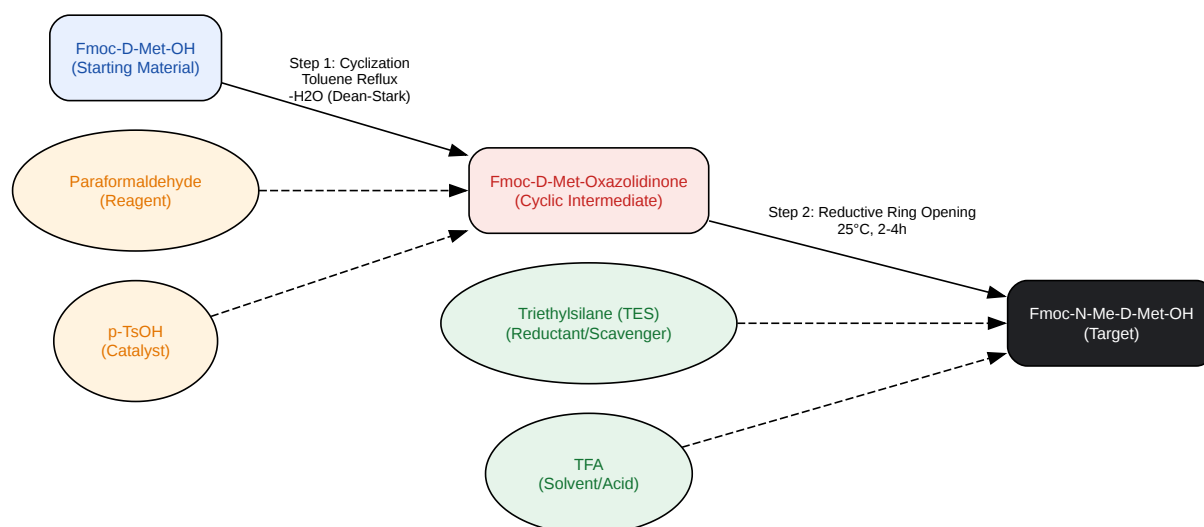 Fmoc-D-Met-OH
(Starting Material)
Step 1: Cyclization
Toluene Reflux
-H2O (Dean-Stark)
Paraformaldehyde
(Reagent)
Fmoc-D-Met-Oxazolidinone
(Cyclic Intermediate)
p-TsOH
(Catalyst)
Step 2: Reductive Ring Opening
25°C, 2-4h
Triethylsilane (TES)
(Reductant/Scavenger)
Fmoc-N-Me-D-Met-OH
(Target)
TFA
(Solvent/Acid)